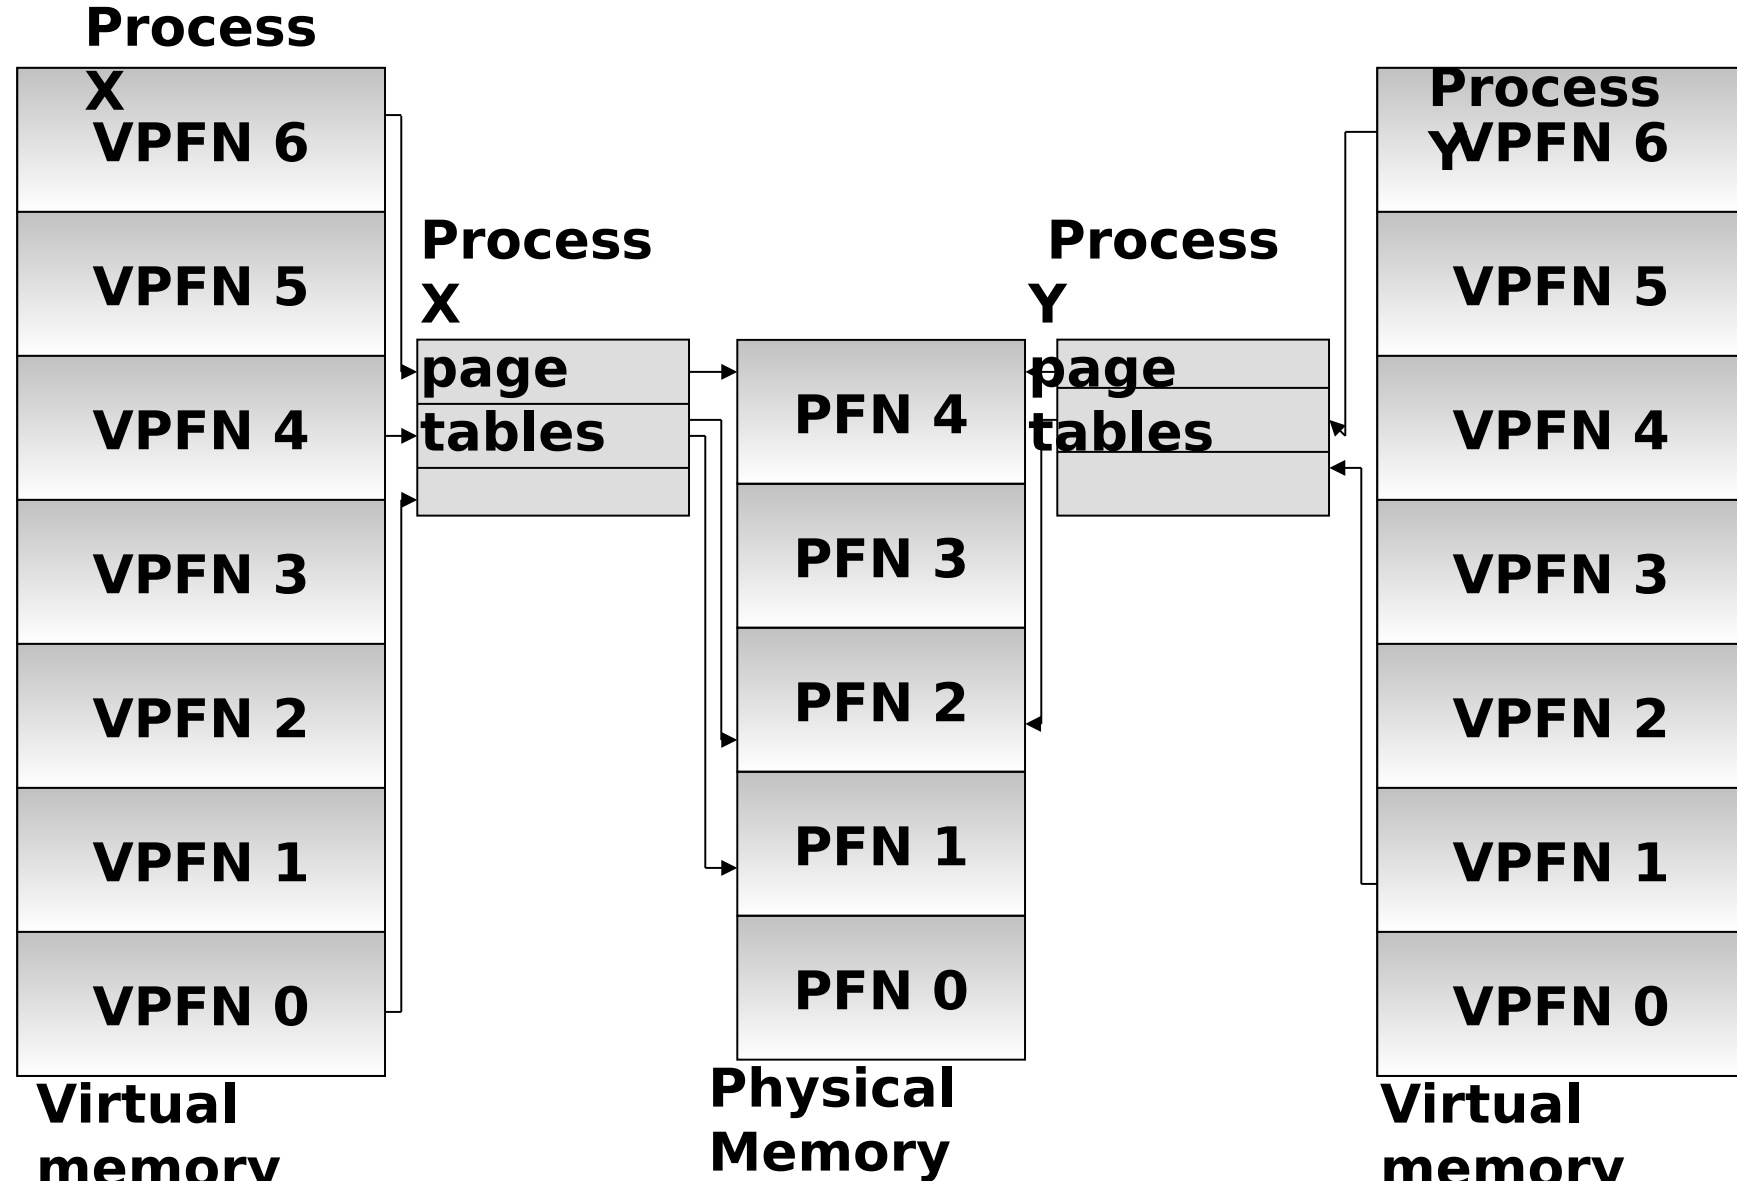 Process
X
VPFN 6
VPFN 5
VPFN 4
VPFN 3
VPFN 2
VPFN 1
VPFN 0
Virtual
memory
Process
X
page
tables
PFN 4
PFN 3
PFN 2
PFN 1
PFN 0
Physical
Memory
Process
Y
page
tables
Process
Y
VPFN 6
VPFN 5
VPFN 4
VPFN 3
VPFN 2
VPFN 1
VPFN 0
Virtual
memory